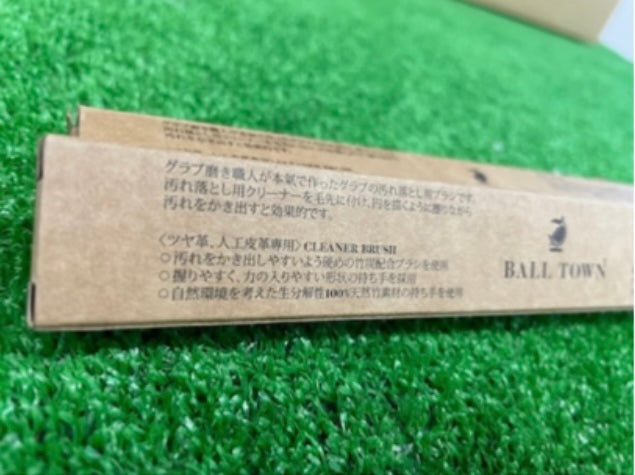 グラブ磨き職人が本氣で作ったグラブの汚れ落とし用ブラシです。
汚れ落とし用クリーナーを毛先に付け、円を描くように擦りながら
汚れをかき出すと効果的です。
〈ツヤ革、人工皮革専用〉CLEANER BRUSH
○汚れをかき出しやすいよう硬めの竹炭配合ブラシを使用
○握りやすく、力の入りやすい形状の持ち手を採用
○自然環境を考えた生分解性100%天然竹素材の持ち手を使用
BALL TOWN